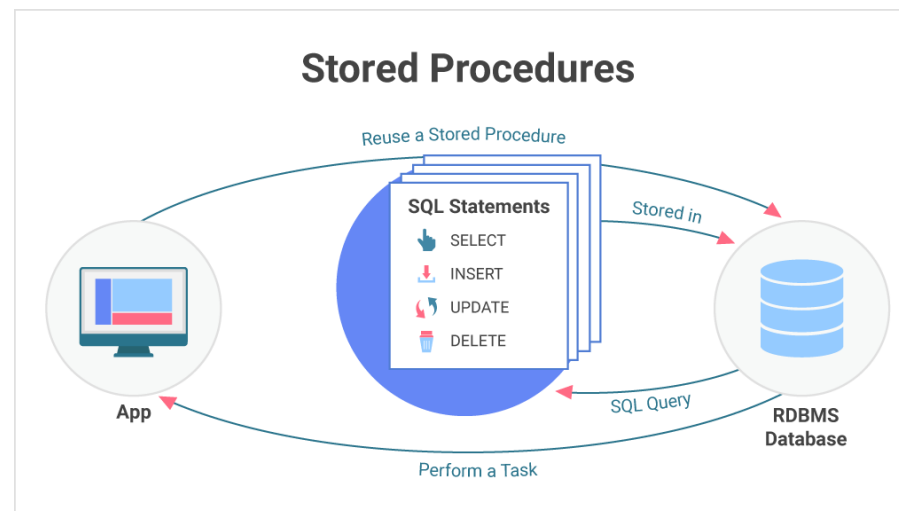 Stored Procedures
Reuse a Stored Procedure
SQL Statements
SELECT
INSERT
UPDATE
DELETE
Stored in
App
SQL Query
RDBMS
Database
Perform a Task